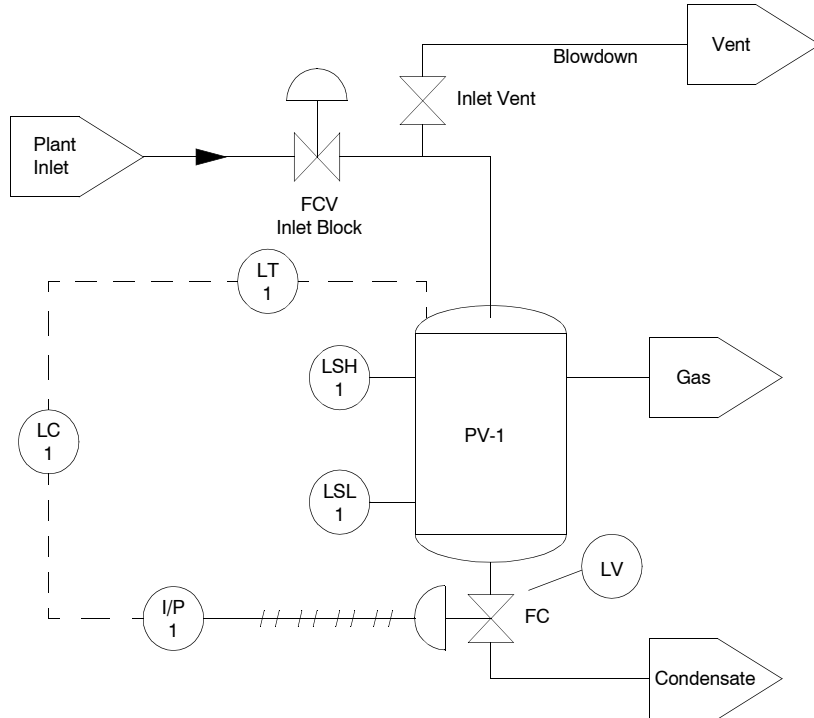 Vent
Blowdown
Inlet Vent
Plant
Inlet
FCV
Inlet Block
LT
1
LSH
1
Gas
LC
1
PV-1
LSL
1
LV
I/P
1
FC
Condensate